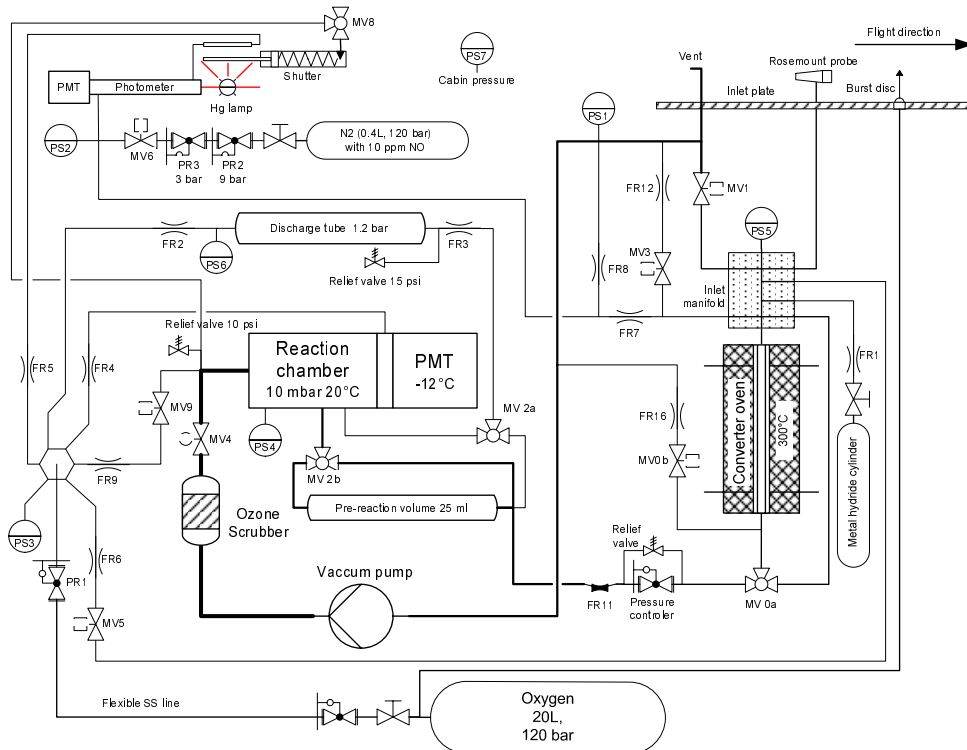 MV8
Flight direction
PS7
Vent
Rosemount probe
Shutter
Cabin pressure
PMT
Photometer
Inlet plate
Burst disc
Hg lamp
PS1
N2 (0.4L, 120 bar)
with 10 ppm NO
PS2
MV6
PR3
3 bar
PR2
9 bar
FR12
MV1
Discharge tube 1.2 bar
PS5
FR2
FR3
PS6
MV3
FR8
Relief valve 15 psi
Inlet
manifold
Relief valve 10 psi
FR7
Reaction
chamber
10 mbar 20°C
PMT
-12°C
FR5
FR4
FR1
MV9
MV 2a
FR16
Converter oven
300°C
MV4
PS4
MV0b
FR9
MV 2b
Metal hydride cylinder
Pre-reaction volume 25 ml
Ozone
Scrubber
PS3
Relief
valve
FR6
PR1
Vaccum pump
FR11
Pressure
controler
MV 0a
MV5
Flexible SS line
Oxygen
20L,
120 bar